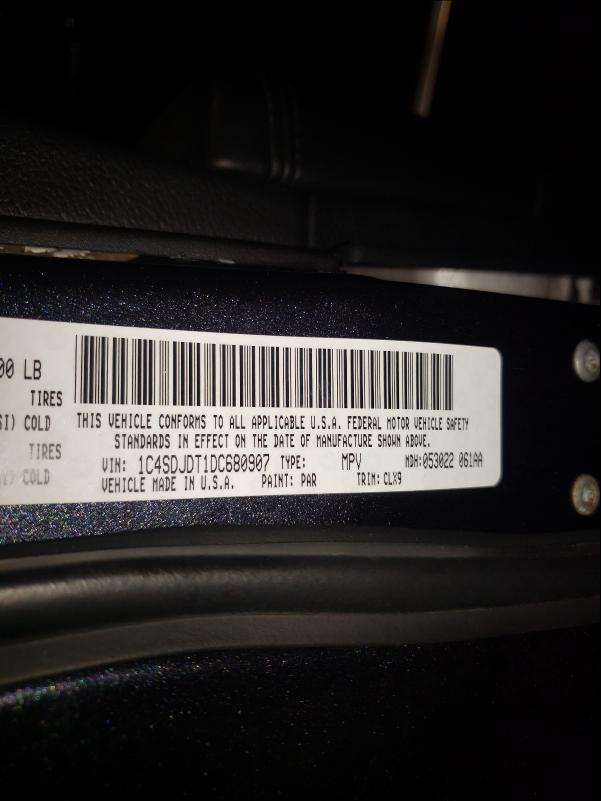 00 LB
TIRES
SI) COLD
TIRES
COLD
THIS VEHICLE CONFORMS TO ALL APPLICABLE U.S.A. FEDERAL MOTOR VEHICLE SAFETY
STANDARDS IN EFFECT ON THE DATE OF MANUFACTURE SHOWN ABOVE.
VIN: 1C4SDJDT1DC680907 TYPE: MPV MDH:053022 061AA
VEHICLE MADE IN U.S.A. PAINT: PAR TRIM: CLX9